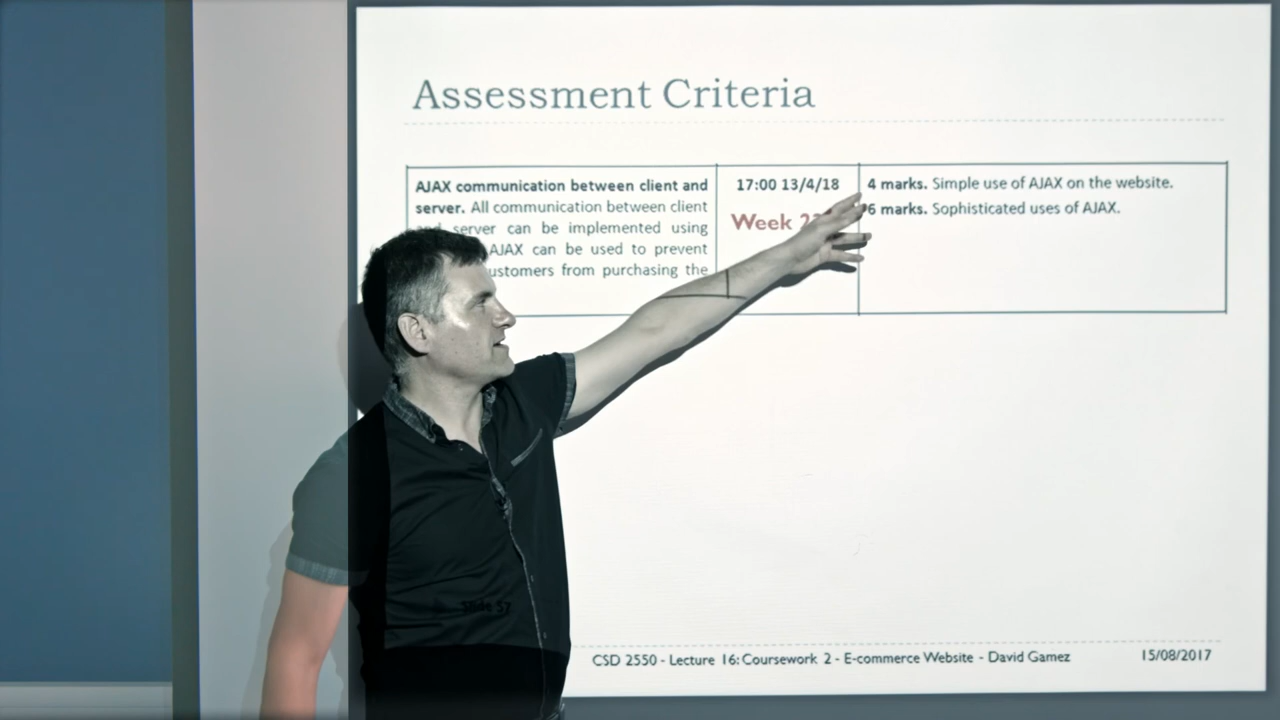 Assessment Criteria
AJAX communication between client and
server. All communication between client
server can be implemented using
AJAX can be used to prevent
customers from purchasing the
17:00 13/4/18
Week
4 marks. Simple use of AJAX on the website.
6 marks. Sophisticated uses of AJAX.
Slide 57
CSD 2550 - Lecture 16: Coursework 2 - E-commerce Website - David Gamez
15/08/2017